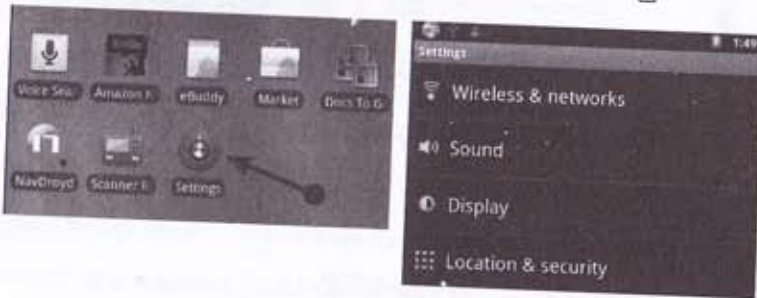 Voice Sea
Amazon K
eBuddy
Market
Docs To G
NavDroyd
Scanner R
Settings
1:49
Settings
Wireless & networks
Sound
Display
Location & security